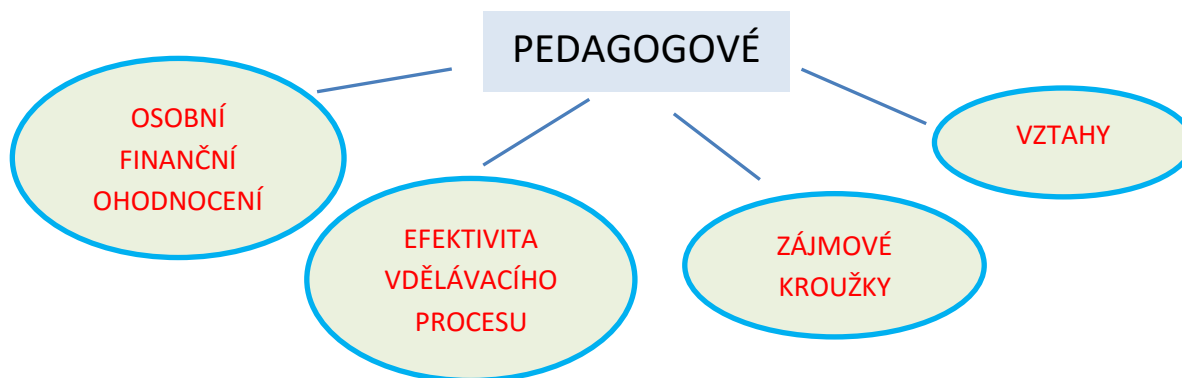 PEDAGOGOVÉ
OSOBNÍ
FINANČNÍ
OHODNOCENÍ
EFEKTIVITA
VDĚLÁVACÍHO
PROCESU
ZÁJMOVÉ
KROUŽKY
VZTAHY